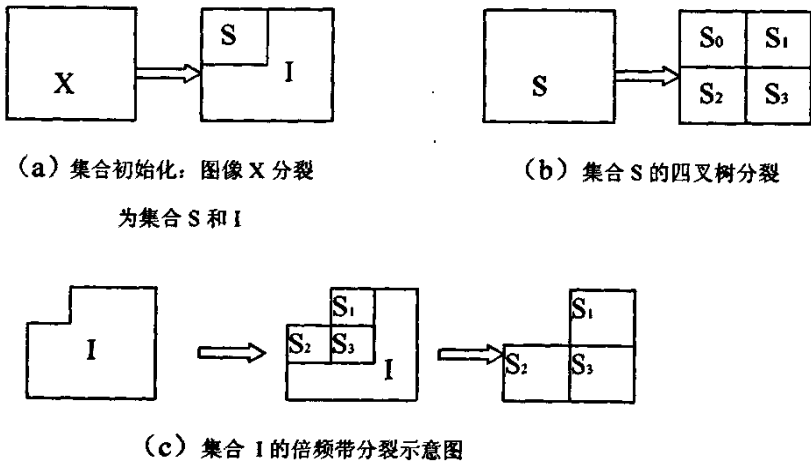 X
S
I
S
S₀ S₁
S₂ S₃
(a) 集合初始化：图像 X 分裂
为集合 S 和 I
(b) 集合 S 的四叉树分裂
I
S₁
S₂ S₃
I
S₁
S₂ S₃
(c) 集合 I 的倍频带分裂示意图